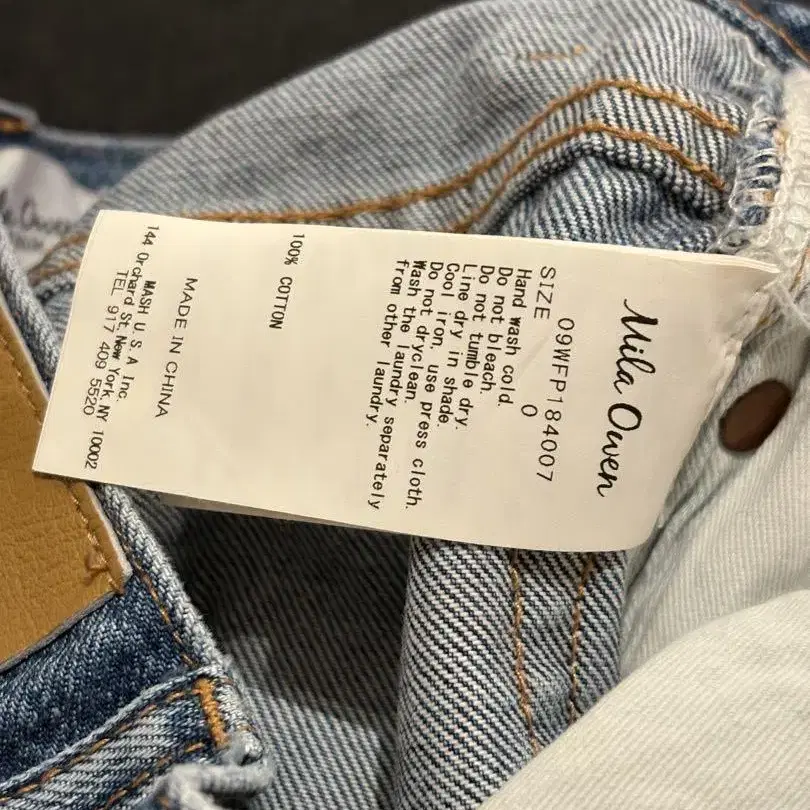 Mila Owen
09WFP184007
SIZE 0
Hand wash cold.
Do not bleach.
Do not tumble dry.
Line dry in shade.
Cool iron, use press cloth.
Do not dryclean.
Wash the laundry separately
from other laundry.
100% COTTON
MADE IN CHINA
MASH U.S.A Inc.
144 Orchard St, New York, NY 10002
TEL 917 409 5520